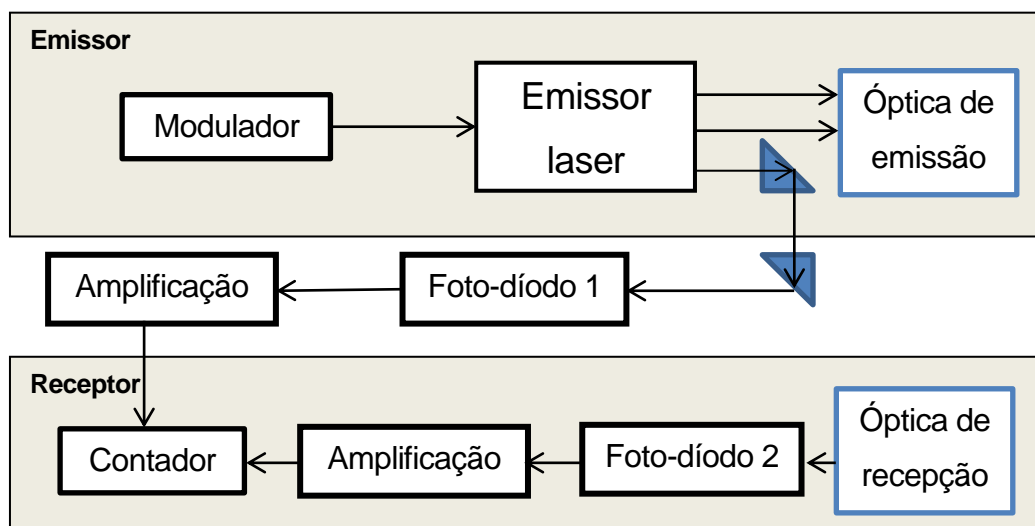 Emissor
Modulador
Emissor
laser
Óptica de
emissão
Amplificação
Foto-díodo 1
Receptor
Contador
Amplificação
Foto-díodo 2
Óptica de
recepção